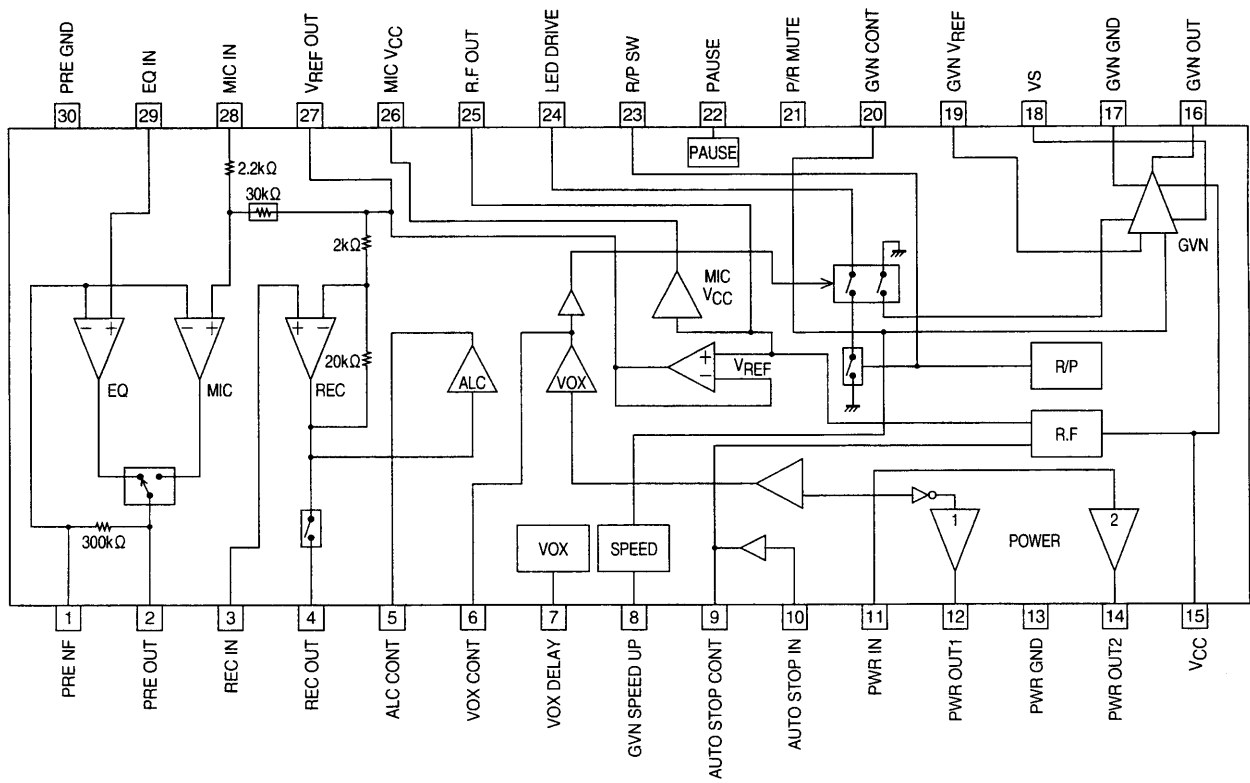 PRE GND
EQ IN
MIC IN
VREF OUT
MIC VCC
R.F OUT
LED DRIVE
R/P SW
PAUSE
P/R MUTE
GVN CONT
GVN VREF
VS
GVN GND
GVN OUT
30
29
28
27
26
25
24
23
22
21
20
19
18
17
16
PAUSE
2.2kΩ
30kΩ
2kΩ
GVN
MIC
VCC
− +
− +
+ −
20kΩ
EQ
MIC
REC
ALC
VOX
+
−
VREF
R/P
R.F
300kΩ
VOX
SPEED
1
POWER
2
1
2
3
4
5
6
7
8
9
10
11
12
13
14
15
PRE NF
PRE OUT
REC IN
REC OUT
ALC CONT
VOX CONT
VOX DELAY
GVN SPEED UP
AUTO STOP CONT
AUTO STOP IN
PWR IN
PWR OUT1
PWR GND
PWR OUT2
VCC